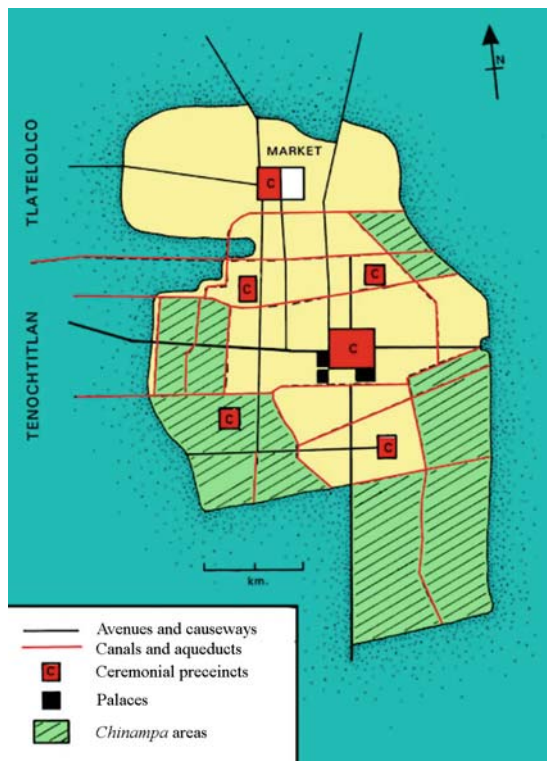 N
MARKET
C
TLATELOLCO
C
C
C
TENOCHTITLAN
C
C
km.
Avenues and causeways
Canals and aqueducts
C Ceremonial preceincts
Palaces
Chinampa areas